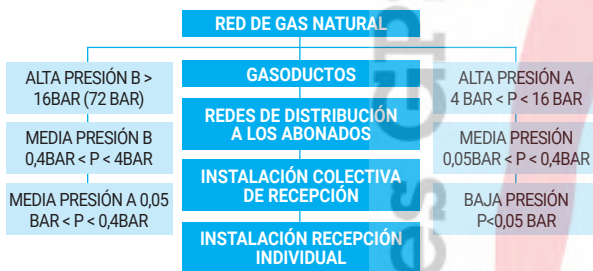 RED DE GAS NATURAL
ALTA PRESIÓN B >
16BAR (72 BAR)
MEDIA PRESIÓN B
0,4BAR < P < 4BAR
MEDIA PRESIÓN A 0,05
BAR < P < 0,4BAR
GASODUCTOS
REDES DE DISTRIBUCIÓN
A LOS ABONADOS
INSTALACIÓN COLECTIVA
DE RECEPCIÓN
INSTALACIÓN RECEPCIÓN
INDIVIDUAL
ALTA PRESIÓN A
4 BAR < P < 16 BAR
MEDIA PRESIÓN
0,05BAR < P < 0,4BAR
BAJA PRESIÓN
P<0,05 BAR